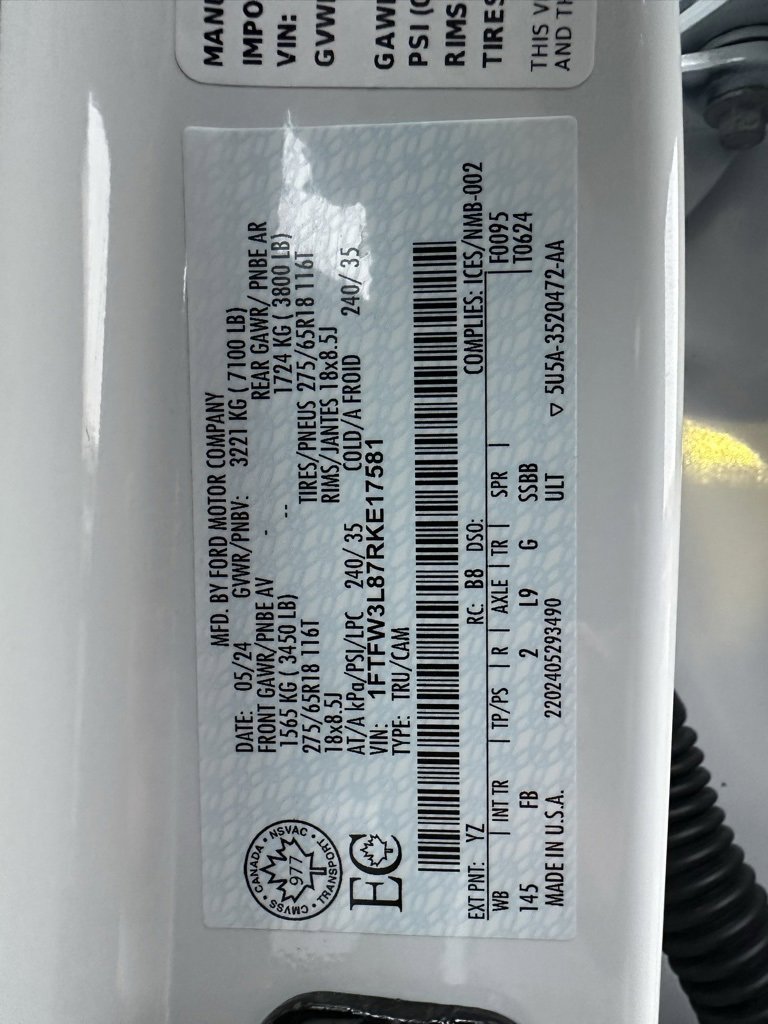 MANU
IMPO
VIN:
GVWR
GAWR
PSI (C
RIMS
TIRES
THIS V
AND TH
MFD. BY FORD MOTOR COMPANY
DATE: 05/24 GVWR/PNBV: 3221 KG ( 7100 LB)
FRONT GAWR/PNBE AV - REAR GAWR/ PNBE AR
1565 KG ( 3450 LB) -- 1724 KG ( 3800 LB)
275/65R18 116T TIRES/PNEUS 275/65R18 116T
18x8.5J RIMS/JANTES 18x8.5J
AT/A kPa/PSI/LPC 240/ 35 COLD/A FROID 240/ 35
VIN: 1FTFW3L87RKE17581
TYPE: TRU/CAM
CANADA • NSVAC • TRANSPORT • CMVSS •
977
EC
EXT PNT: YZ RC: B8 DSO: COMPLIES: ICES/NMB-002
WB | INT TR | TP/PS | R | AXLE | TR | SPR | F0095
145 FB 2 L9 G SSBB T0624
MADE IN U.S.A. 2202405293490 ULT ▽ 5U5A-3520472-AA